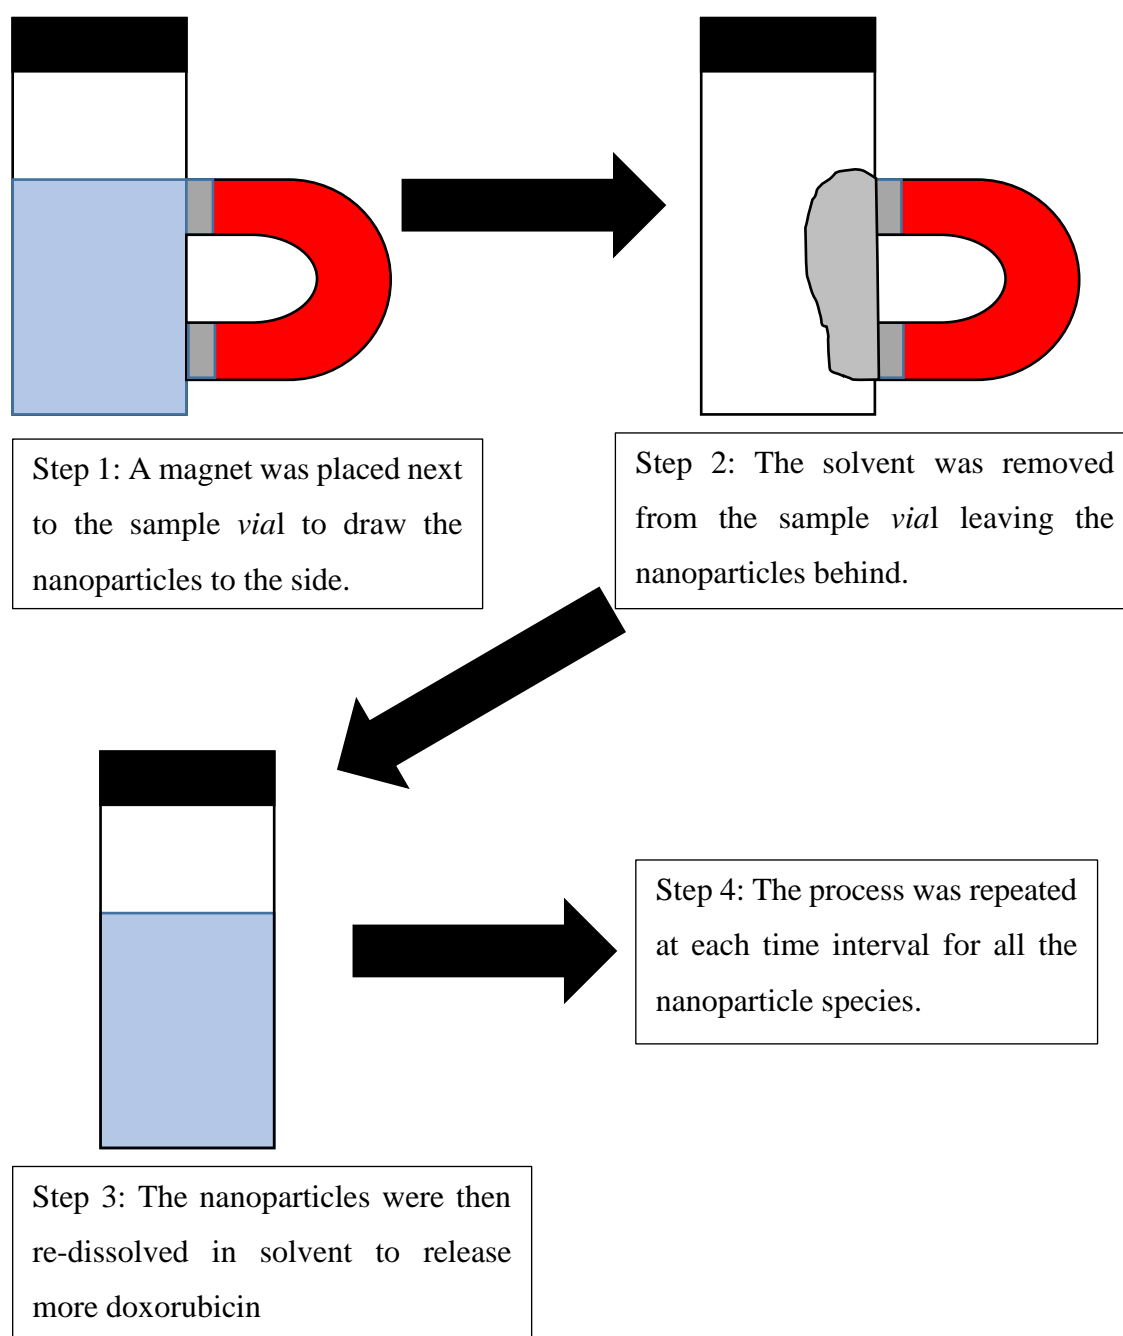 Step 1: A magnet was placed next
to the sample vial to draw the
nanoparticles to the side.
Step 2: The solvent was removed
from the sample vial leaving the
nanoparticles behind.
Step 4: The process was repeated
at each time interval for all the
nanoparticle species.
Step 3: The nanoparticles were then
re-dissolved in solvent to release
more doxorubicin